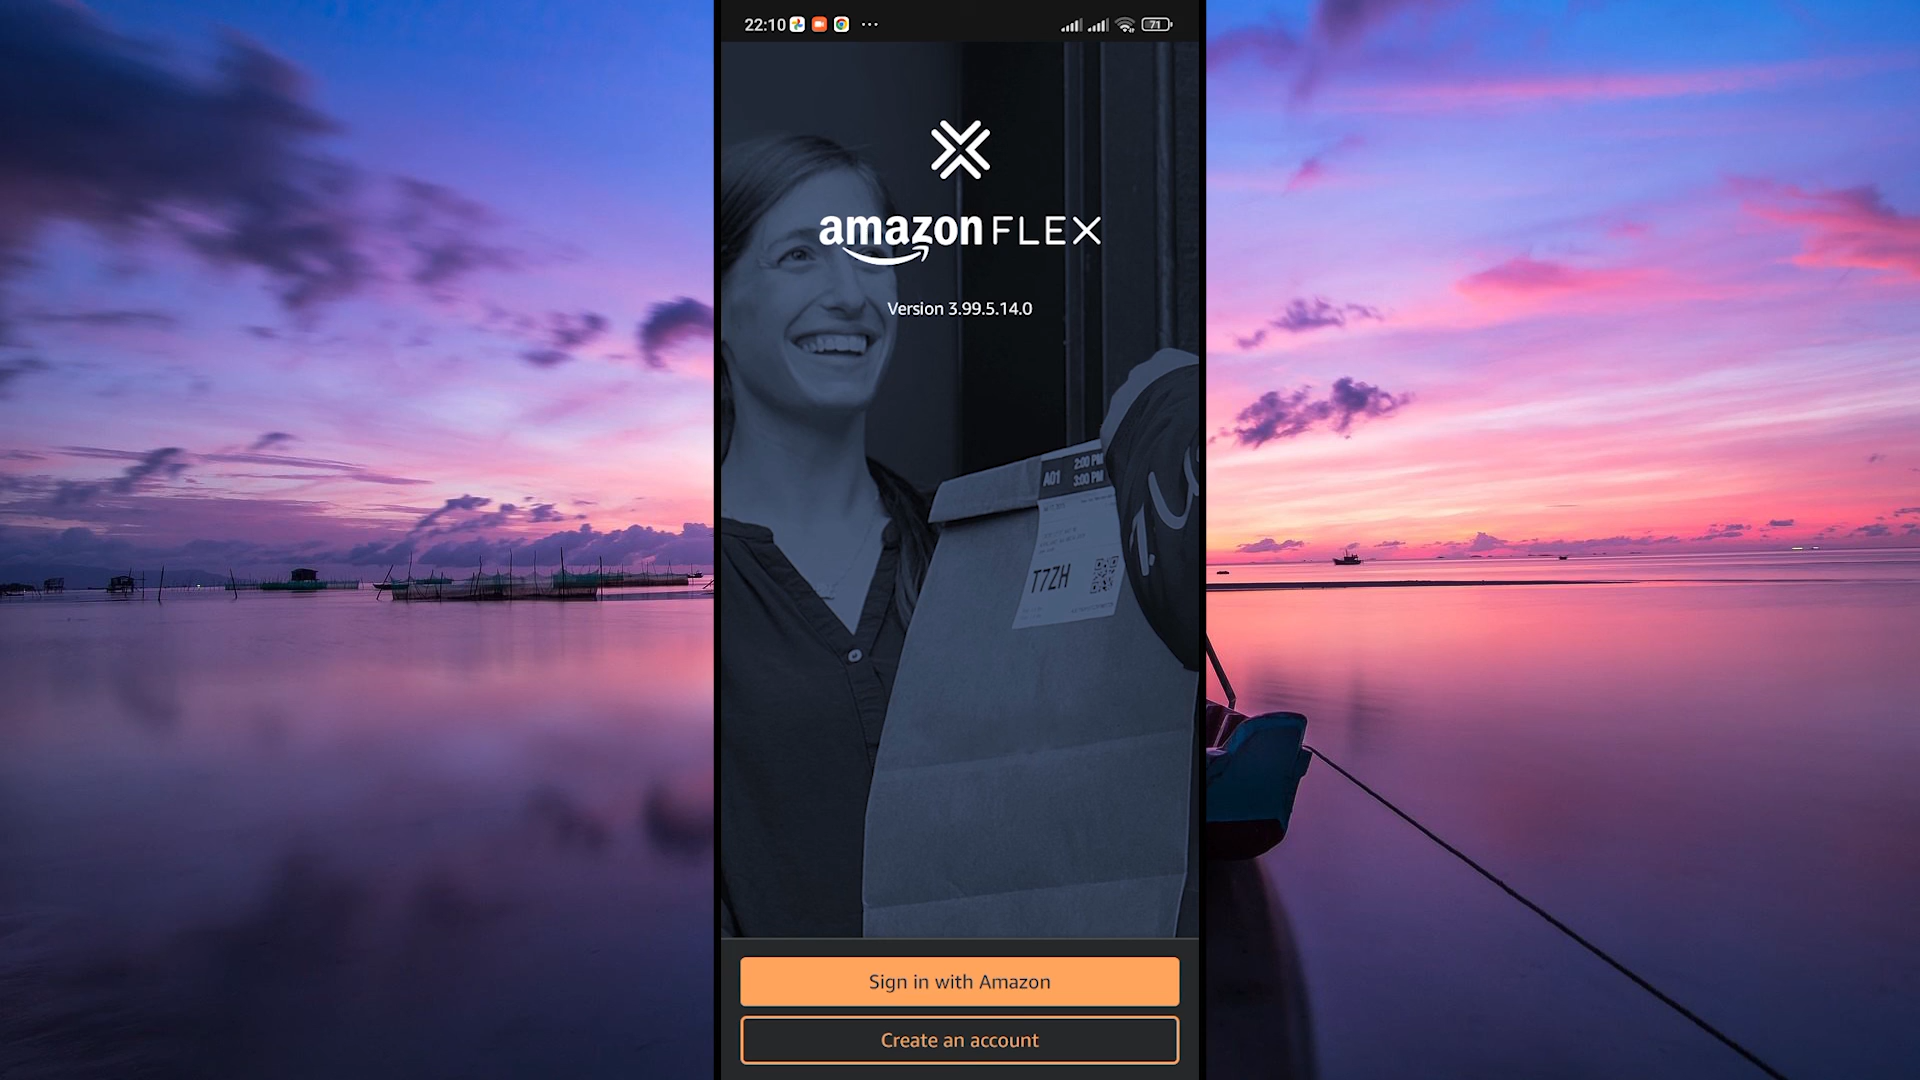 22:10
71
amazon FLEX
Version 3.99.5.14.0
2:00 PM
A01 3:00 PM
T7ZH
Sign in with Amazon
Create an account